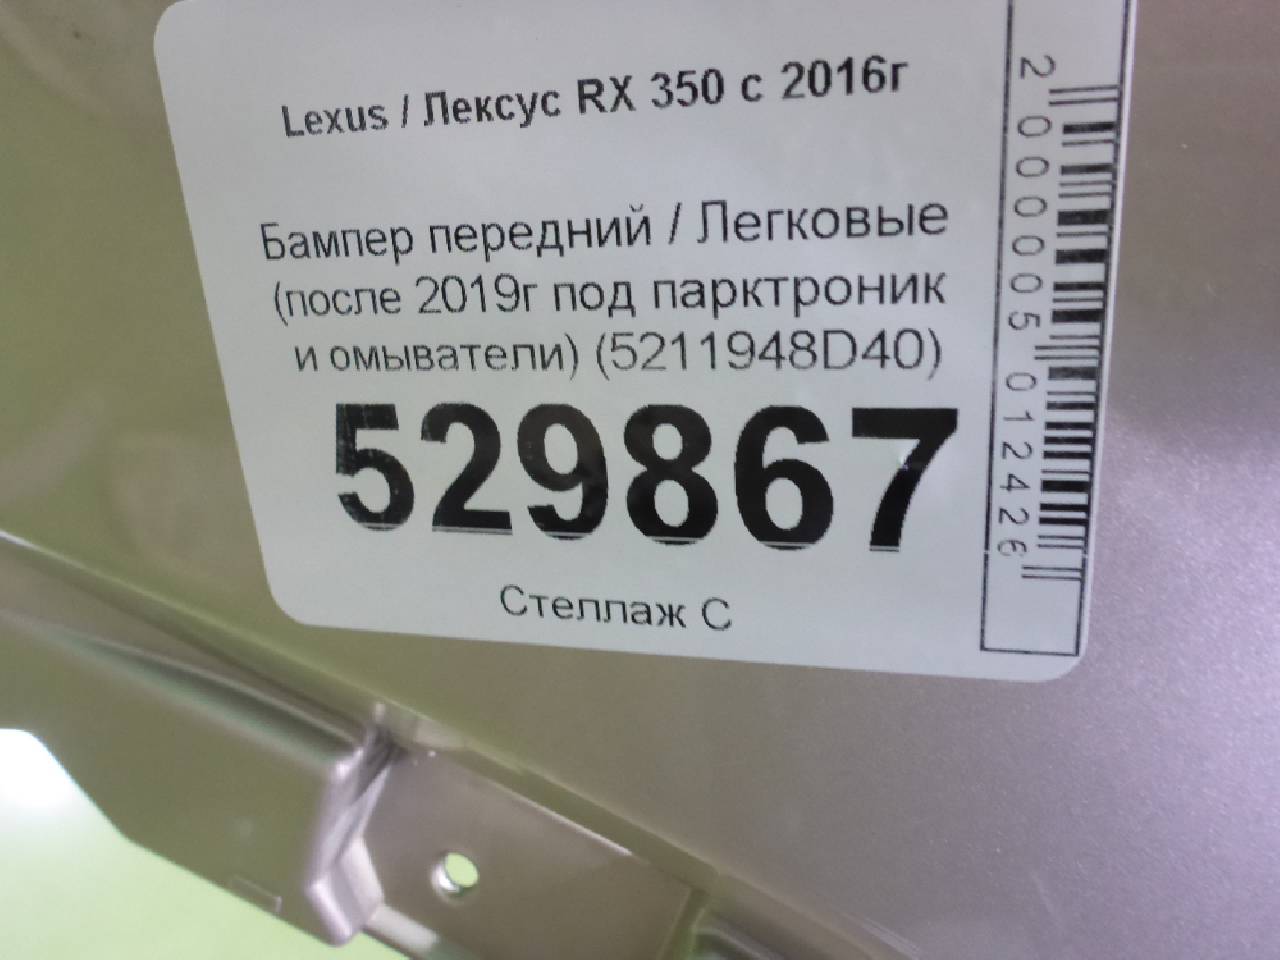 Lexus / Лексус RX 350 с 2016г
Бампер передний / Легковые
(после 2019г под парктроник
и омыватели) (5211948D40)
529867
Стеллаж С
2000005012426